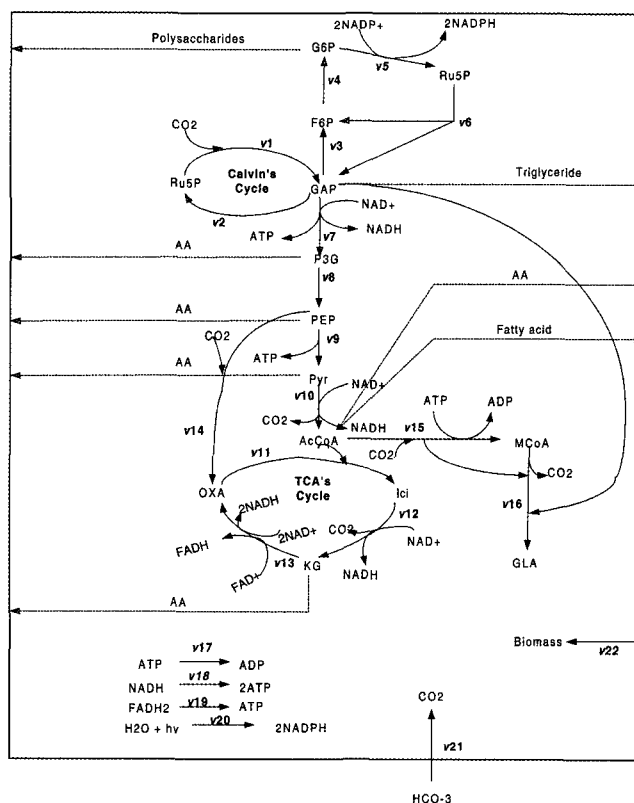 2NADP+ 2NADPH
Polysaccharides G6P v5
Ru5P
v4
CO2 v1 F6P v6
v3
Calvin's
Cycle
Ru5P GAP Triglyceride
v2 NAD+
v7
ATP NADH
AA P3G
v8
AA AA
PEP
CO2 v9 Fatty acid
ATP
AA Pyr
NAD+
v10 ATP ADP
CO2 NADH v15
v14 AcCoA MCoA
v11 CO2 CO2
TCA's
Cycle
OXA Ici v16
2NADH v12
2NAD+ CO2 NAD+
FADH
v13 KG NADH GLA
FAD+
AA
Biomass v22
v17
ATP ADP
v18
NADH 2ATP
CO2
v19
FADH2 ATP
v20
H2O + hv 2NADPH
v21
HCO-3